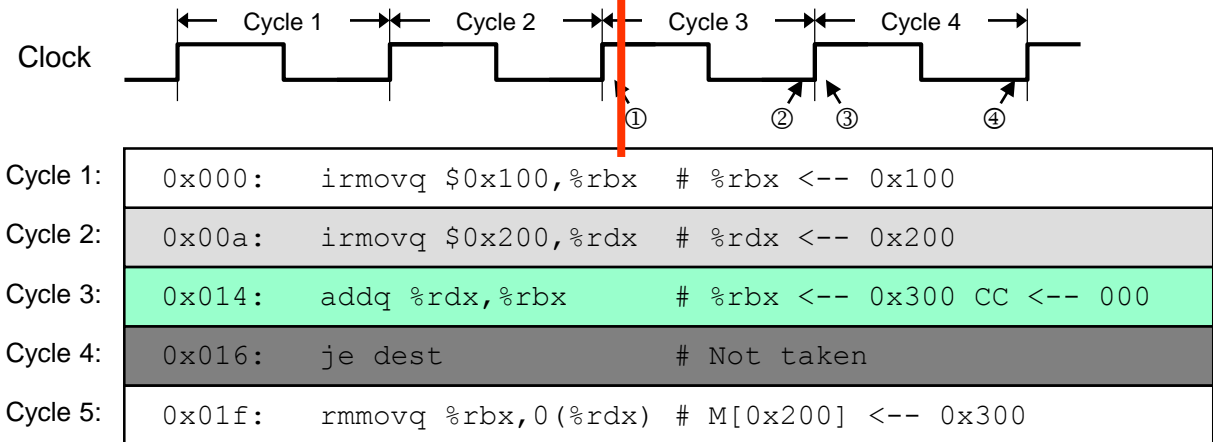 Cycle 1 Cycle 2 Cycle 3 Cycle 4
Clock
① ② ③ ④
Cycle 1: 0x000: irmovq $0x100,%rbx # %rbx <-- 0x100
Cycle 2: 0x00a: irmovq $0x200,%rdx # %rdx <-- 0x200
Cycle 3: 0x014: addq %rdx,%rbx # %rbx <-- 0x300 CC <-- 000
Cycle 4: 0x016: je dest # Not taken
Cycle 5: 0x01f: rmmovq %rbx,0(%rdx) # M[0x200] <-- 0x300